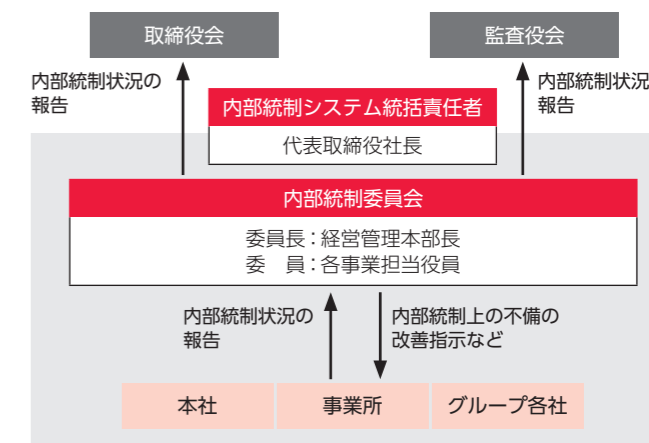 取締役会
監査役会
内部統制状況の
報告
内部統制状況
報告
内部統制システム統括責任者
代表取締役社長
内部統制委員会
委員長：経営管理本部長
委　員：各事業担当役員
内部統制状況の
報告
内部統制上の不備の
改善指示など
本社
事業所
グループ各社